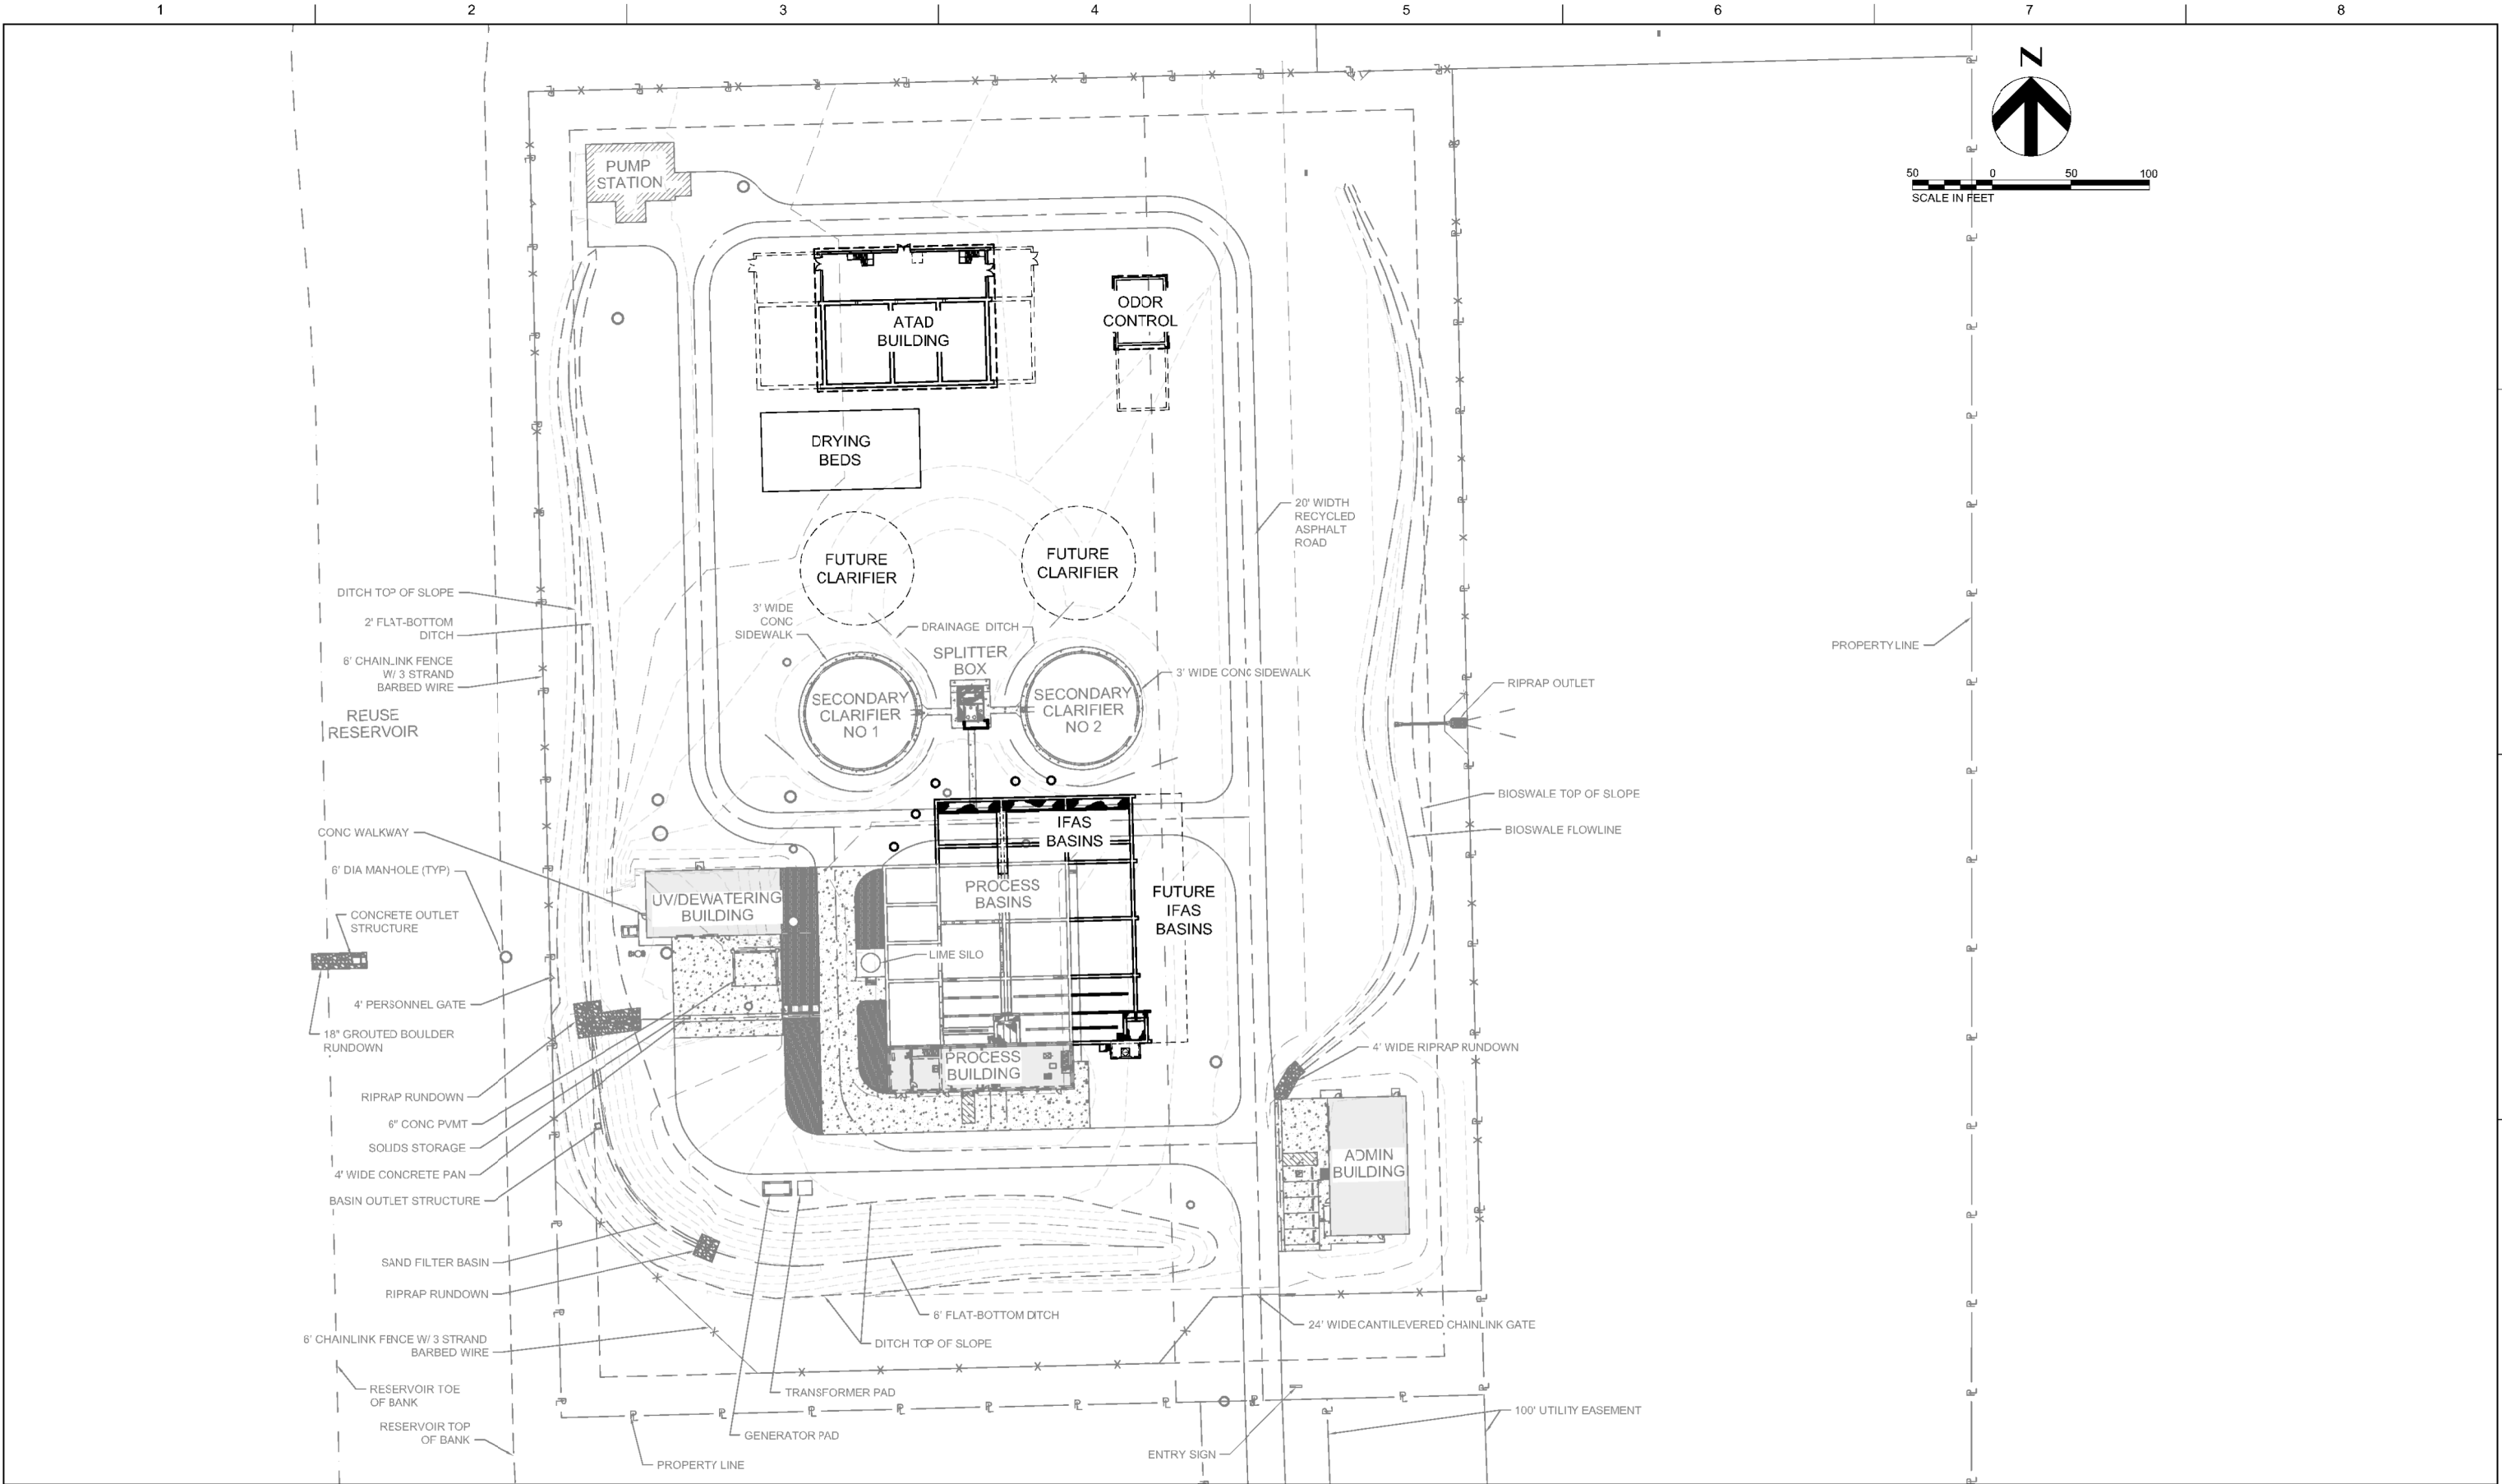 1 2 3 4 5 6 7 8
N
50 0 50 100
SCALE IN FEET
PUMP
STATION
ATAD
BUILDING
ODOR
CONTROL
DRYING
BEDS
20' WIDTH
RECYCLED
ASPHALT
ROAD
FUTURE
CLARIFIER
FUTURE
CLARIFIER
DITCH TOP OF SLOPE
2' FLAT-BOTTOM
DITCH
6' CHAINLINK FENCE
W/ 3 STRAND
BARBED WIRE
REUSE
RESERVOIR
3' WIDE
CONC
SIDEWALK
DRAINAGE DITCH
SPLITTER
BOX
3' WIDE CONC SIDEWALK
SECONDARY
CLARIFIER
NO 1
SECONDARY
CLARIFIER
NO 2
PROPERTY LINE
RIPRAP OUTLET
BIOSWALE TOP OF SLOPE
BIOSWALE FLOWLINE
CONC WALKWAY
6' DIA MANHOLE (TYP)
CONCRETE OUTLET
STRUCTURE
4' PERSONNEL GATE
18" GROUTED BOULDER
RUNDOWN
IFAS
BASINS
PROCESS
BASINS
UV/DEWATERING
BUILDING
FUTURE
IFAS
BASINS
LIME SILO
PROCESS
BUILDING
4' WIDE RIPRAP RUNDOWN
RIPRAP RUNDOWN
6" CONC PVMT
SOLIDS STORAGE
4' WIDE CONCRETE PAN
BASIN OUTLET STRUCTURE
ADMIN
BUILDING
SAND FILTER BASIN
RIPRAP RUNDOWN
6' FLAT-BOTTOM DITCH
24' WIDE CANTILEVERED CHAINLINK GATE
6' CHAINLINK FENCE W/ 3 STRAND
BARBED WIRE
DITCH TOP OF SLOPE
RESERVOIR TOE
OF BANK
TRANSFORMER PAD
RESERVOIR TOP
OF BANK
GENERATOR PAD
100' UTILITY EASEMENT
ENTRY SIGN
PROPERTY LINE